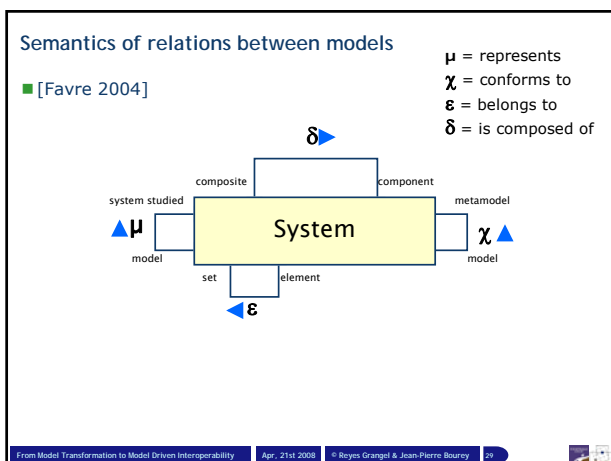 Semantics of relations between models
[Favre 2004]
μ = represents
χ = conforms to
ε = belongs to
δ = is composed of
δ
composite
component
system studied
metamodel
μ
System
χ
model
model
set
element
ε
From Model Transformation to Model Driven Interoperability
Apr, 21st 2008
© Reyes Grangel & Jean-Pierre Bourey
29